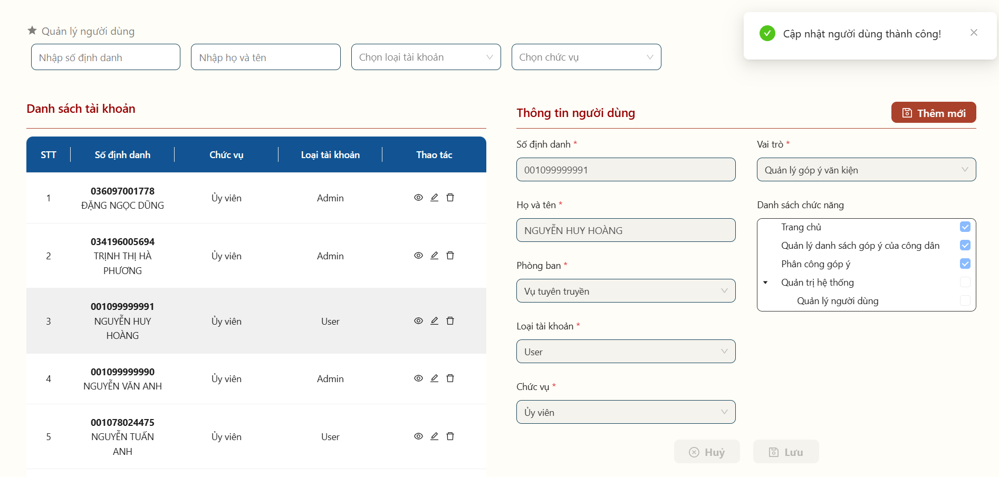 Quản lý người dùng
Cập nhật người dùng thành công!
Nhập số định danh
Nhập họ và tên
Chọn loại tài khoản
Chọn chức vụ
Danh sách tài khoản
STT
Số định danh
Chức vụ
Loại tài khoản
Thao tác
1
036097001778
ĐẶNG NGỌC DŨNG
Ủy viên
Admin
2
034196005694
TRỊNH THỊ HÀ
PHƯƠNG
Ủy viên
Admin
3
001099999991
NGUYỄN HUY
HOÀNG
Ủy viên
User
4
001099999990
NGUYỄN VĂN ANH
Ủy viên
Admin
5
001078024475
NGUYỄN TUẤN
ANH
Ủy viên
User
Thông tin người dùng
Thêm mới
Số định danh *
001099999991
Vai trò *
Quản lý góp ý văn kiện
Họ và tên *
NGUYỄN HUY HOÀNG
Danh sách chức năng
Trang chủ
Quản lý danh sách góp ý của công dân
Phân công góp ý
Quản trị hệ thống
Quản lý người dùng
Phòng ban *
Vụ tuyên truyền
Loại tài khoản *
User
Chức vụ *
Ủy viên
Huỷ
Lưu